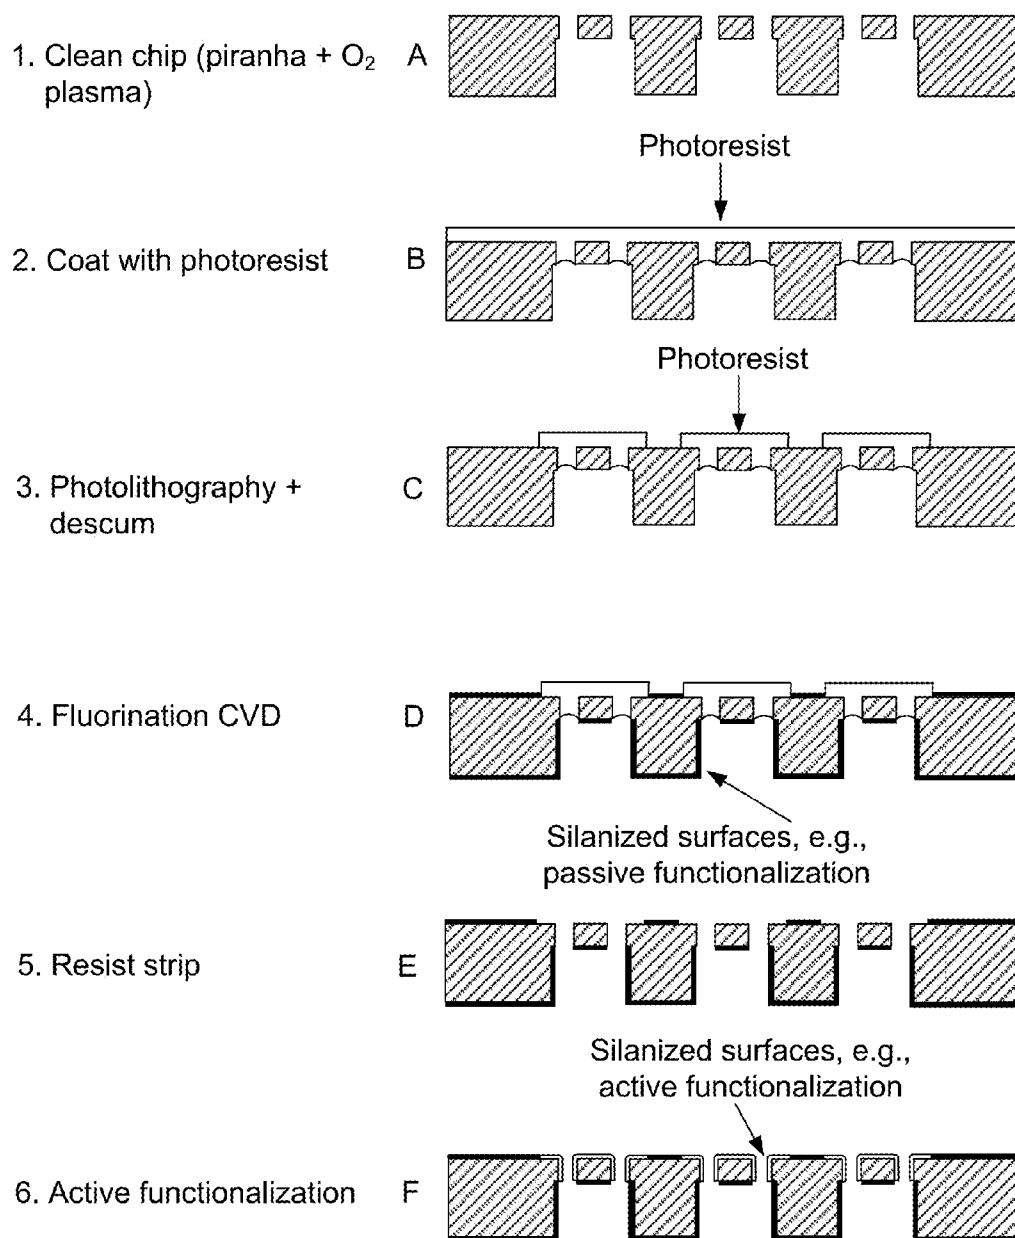 1. Clean chip (piranha + O₂
plasma)
A
Photoresist
2. Coat with photoresist
B
Photoresist
3. Photolithography +
descum
C
4. Fluorination CVD
D
Silanized surfaces, e.g.,
passive functionalization
5. Resist strip
E
Silanized surfaces, e.g.,
active functionalization
6. Active functionalization
F